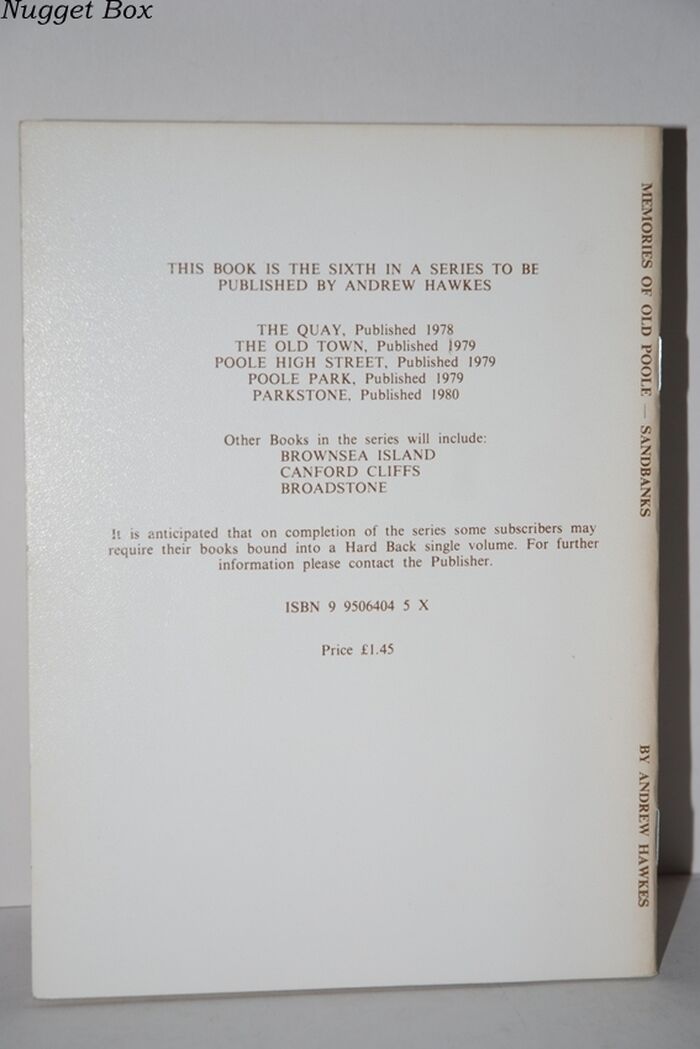 Nugget Box
THIS BOOK IS THE SIXTH IN A SERIES TO BE
PUBLISHED BY ANDREW HAWKES
THE QUAY, Published 1978
THE OLD TOWN, Published 1979
POOLE HIGH STREET, Published 1979
POOLE PARK, Published 1979
PARKSTONE, Published 1980
Other Books in the series will include:
BROWNSEA ISLAND
CANFORD CLIFFS
BROADSTONE
It is anticipated that on completion of the series some subscribers may
require their books bound into a Hard Back single volume. For further
information please contact the Publisher.
ISBN 9 9506404 5 X
Price £1.45
MEMORIES OF OLD POOLE — SANDBANKS
BY ANDREW HAWKES